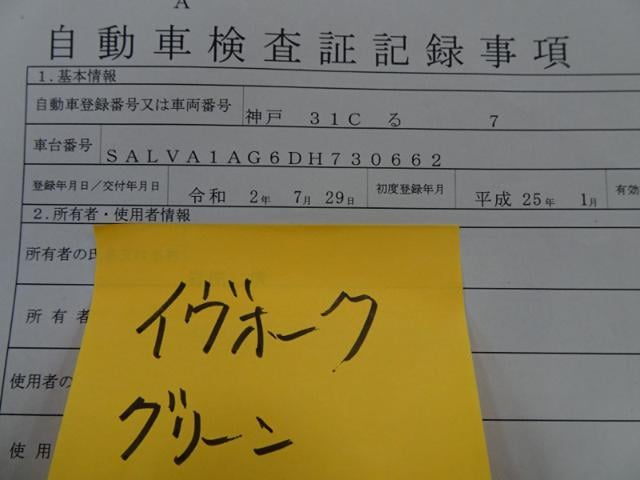 A
自動車検査証記録事項
1.基本情報
自動車登録番号又は車両番号 神戸 31C る 7
車台番号 SALVA1AG6DH730662
登録年月日/交付年月日 令和 2年 7月 29日 初度登録年月 平成 25年 1月 有効
2.所有者・使用者情報
所有者の氏
所有者
使用者の
使用
イヴォーク
グリーン